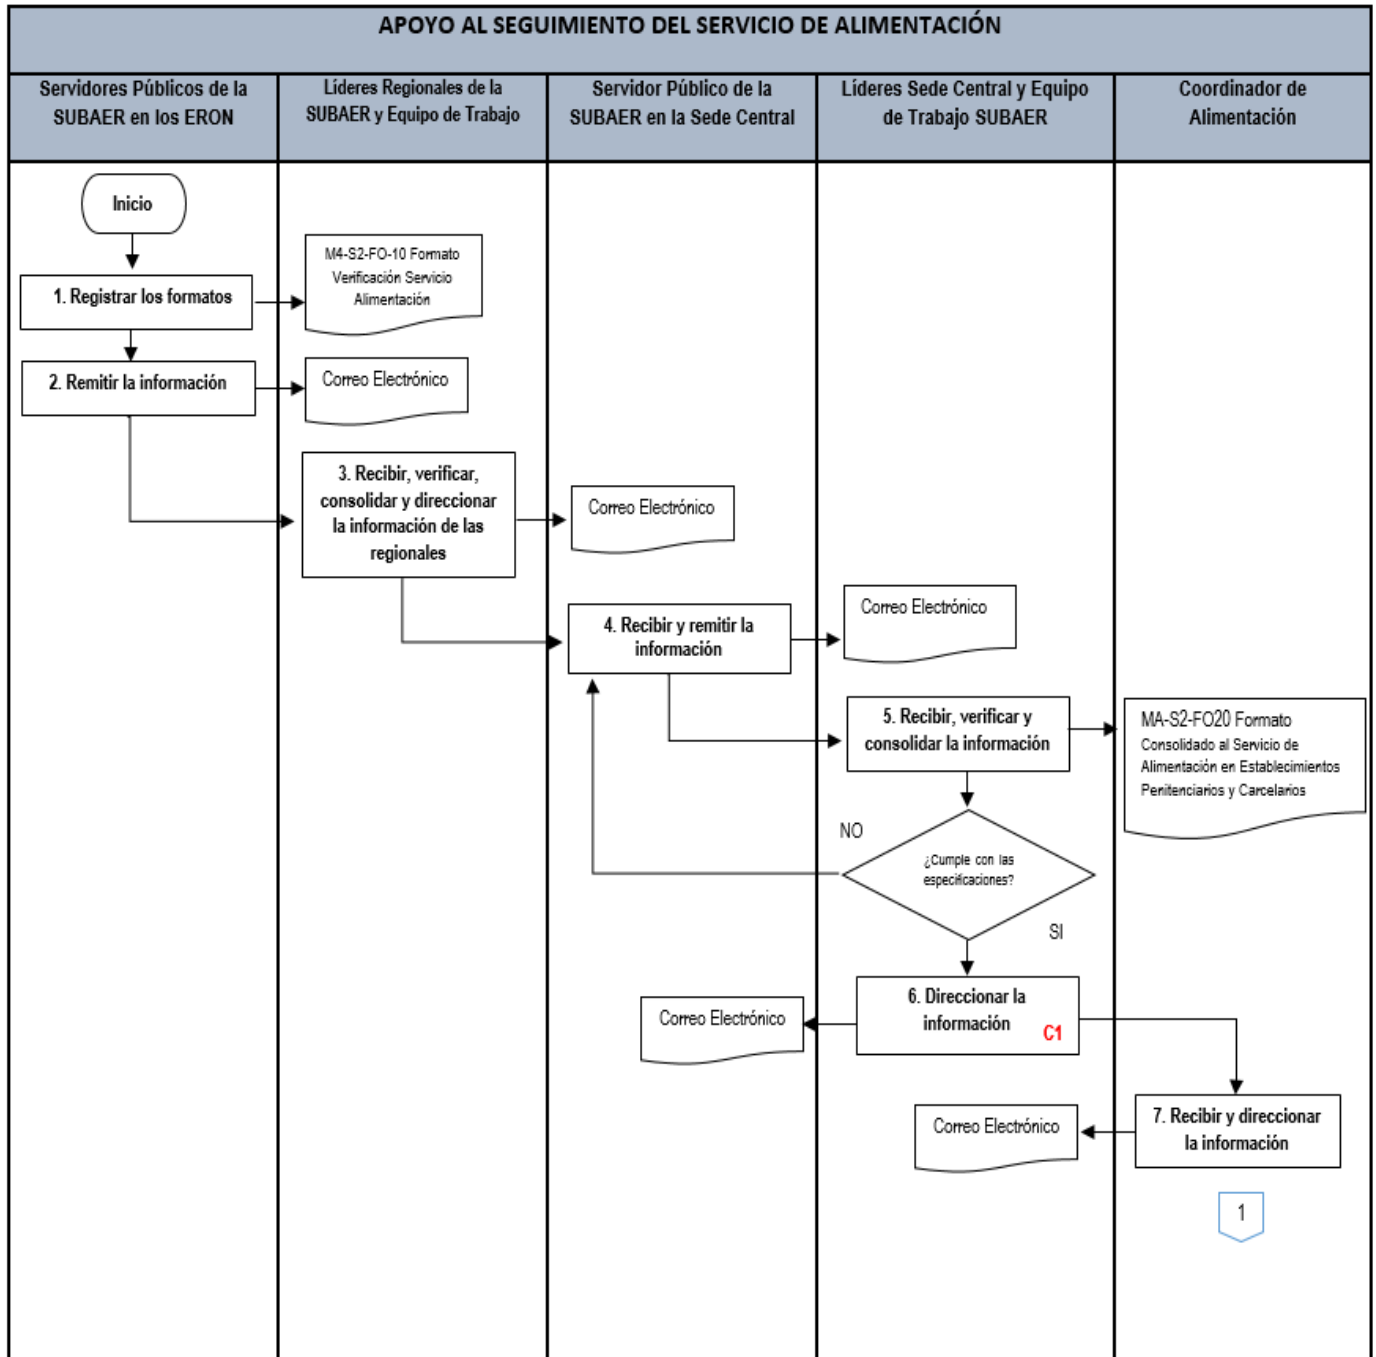 APOYO AL SEGUIMIENTO DEL SERVICIO DE ALIMENTACIÓN
Servidores Públicos de la
SUBAER en los ERON
Líderes Regionales de la
SUBAER y Equipo de Trabajo
Servidor Público de la
SUBAER en la Sede Central
Líderes Sede Central y Equipo
de Trabajo SUBAER
Coordinador de
Alimentación
Inicio
1. Registrar los formatos
M4-S2-FO-10 Formato
Verificación Servicio
Alimentación
2. Remitir la información
Correo Electrónico
3. Recibir, verificar,
consolidar y direccionar
la información de las
regionales
Correo Electrónico
4. Recibir y remitir la
información
Correo Electrónico
5. Recibir, verificar y
consolidar la información
MA-S2-FO20 Formato
Consolidado al Servicio de
Alimentación en Establecimientos
Penitenciarios y Carcelarios
NO
¿Cumple con las
especificaciones?
SI
6. Direccionar la
información
C1
Correo Electrónico
7. Recibir y direccionar
la información
Correo Electrónico
1